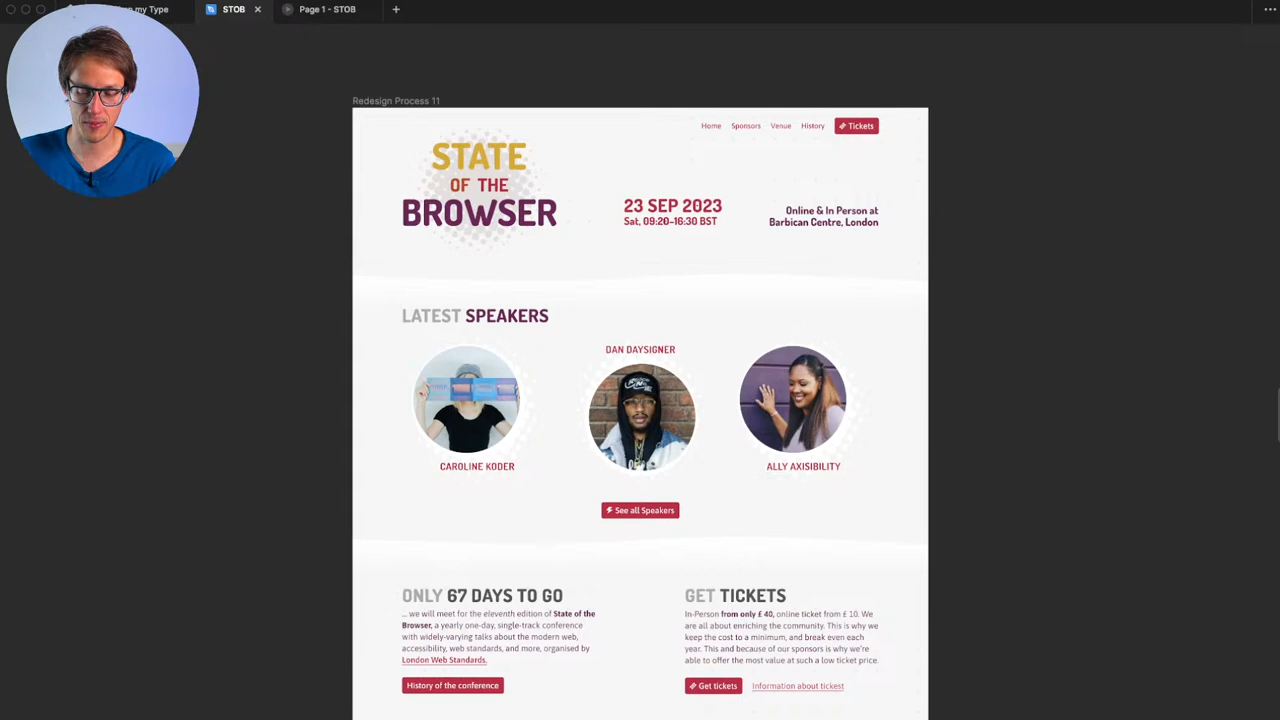 my Type
STOB
Page 1 - STOB
Redesign Process 11
Home
Sponsors
Venue
History
Tickets
STATE
OF THE
BROWSER
23 SEP 2023
Sat, 09:20–16:30 BST
Online & In Person at
Barbican Centre, London
LATEST SPEAKERS
DAN DAYSIGNER
CAROLINE KODER
ALLY AXISIBILITY
See all Speakers
ONLY 67 DAYS TO GO
... we will meet for the eleventh edition of State of the
Browser, a yearly one-day, single-track conference
with widely-varying talks about the modern web,
accessibility, web standards, and more, organised by
London Web Standards.
History of the conference
GET TICKETS
In-Person from only £ 40, online ticket from £ 10. We
are all about enriching the community. This is why we
keep the cost to a minimum, and break even each
year. This and because of our sponsors is why we're
able to offer the most value at such a low ticket price.
Get tickets
Information about tickest